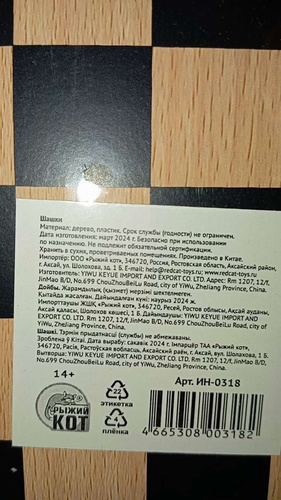 Шашки
Материал: дерево, пластик. Срок службы (годности) не ограничен.
Дата изготовления: март 2024 г. Безопасно при использовании
по назначению. Не подлежит обязательной сертификации.
Хранить в сухих, проветриваемых помещениях. Произведено в Китае.
Импортёр: ООО «Рыжий кот», 346720, Россия, Ростовская область, Аксайский район,
г. Аксай, ул. Шолохова, зд. 1 Б. E-mail: help@redcat-toys.ru, www.redcat-toys.ru
Изготовитель: YIWU KEYUE IMPORT AND EXPORT CO. LTD. Адрес: Rm 1207, 12/f,
JinMao B/D, No.699 ChouZhouBeiLu Road, city of YiWu, Zheliang Province, China.
Дойбы. Жарамдылық (қызмет) мерзімі шектелмеген.
Қытайда жасалған. Дайындалған күні: наурыз 2024 ж.
Импорттаушы ЖШҚ «Рыжий кот», 346720, Ресей, Ростов облысы, Ақсай ауданы,
Ақсай қаласы, Шолохов көшесі, 1 Б. Дайындаушы: YIWU KEYUE IMPORT AND
EXPORT CO. LTD. Rm 1207, 12/f, JinMao B/D, No.699 ChouZhouBeiLu Road, city of
YiWu, Zheliang Province, China.
Шашкі. Тэрмін прыдатнасці (службы) не абмежаваны.
Зроблена ў Кітаі. Дата вырабу: сакавік 2024 г. Імпарцёр ТАА «Рыжий кот»,
346720, Расія, Растоўская вобласць, Аксайскі раён, г. Аксай, вул. Шолахава, 1 Б.
Вытворца: YIWU KEYUE IMPORT AND EXPORT CO. LTD. Rm 1207, 12/f, JinMao B/D,
No.699 ChouZhouBeiLu Road, city of YiWu, Zheliang Province, China.
14+
РЫЖИЙ
КОТ
22
этикетка
4
плёнка
Арт. ИН-0318
4 665308 003182